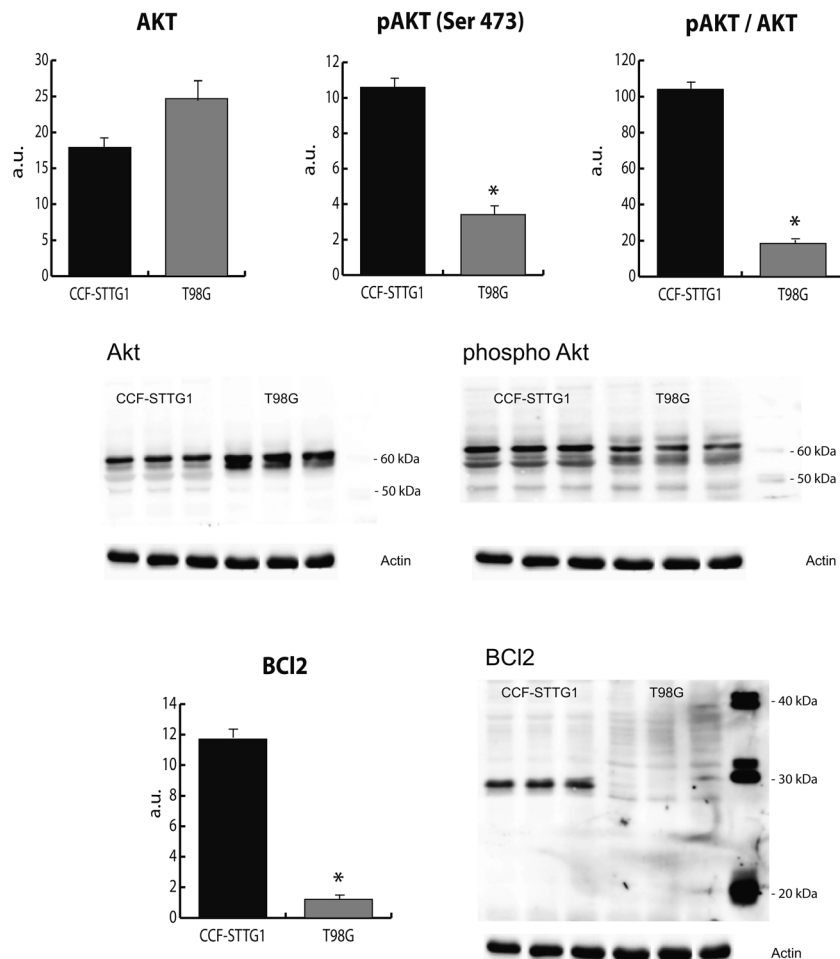 AKT
30
25
20
15
10
5
0
a.u.
CCF-STTG1 T98G
pAKT (Ser 473)
12
10
8
6
4
2
0
a.u.
*
CCF-STTG1 T98G
pAKT / AKT
120
100
80
60
40
20
0
a.u.
*
CCF-STTG1 T98G
Akt
CCF-STTG1 T98G
- 60 kDa
- 50 kDa
Actin
phospho Akt
CCF-STTG1 T98G
- 60 kDa
- 50 kDa
Actin
BCl2
14
12
10
8
6
4
2
0
a.u.
*
CCF-STTG1 T98G
BCl2
CCF-STTG1 T98G
- 40 kDa
- 30 kDa
- 20 kDa
Actin